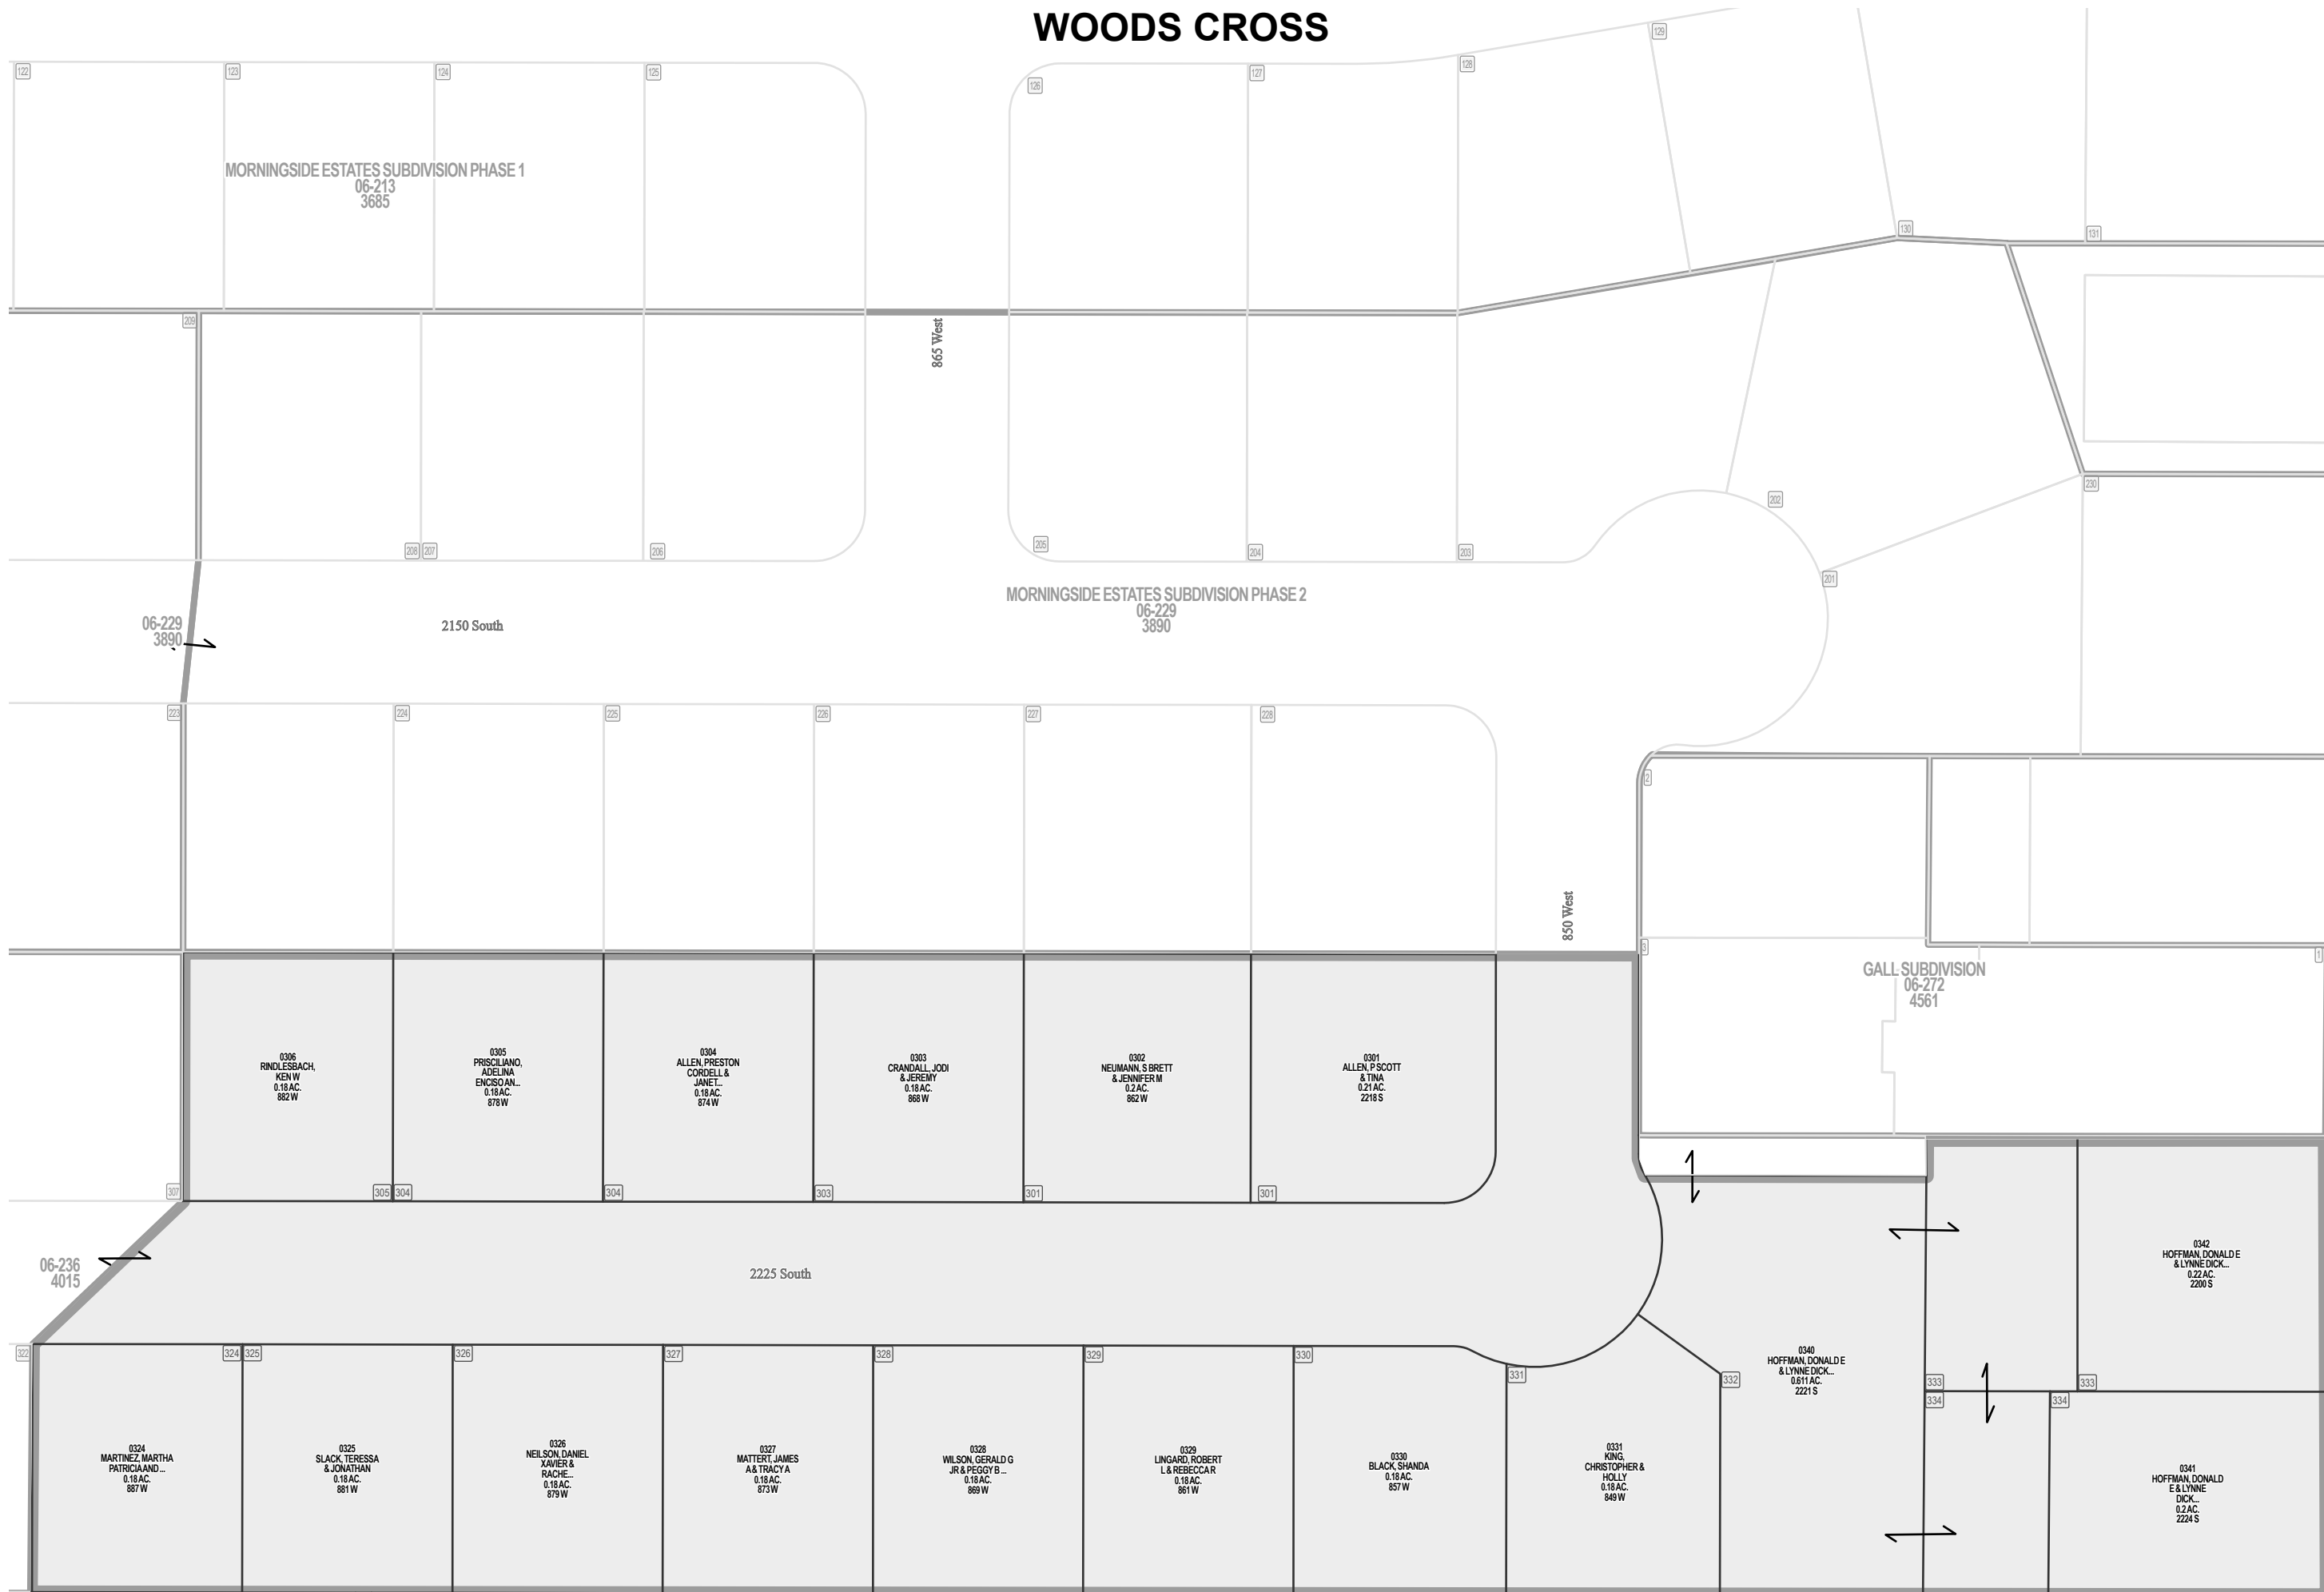 WOODS CROSS
129
128
122
123
124
125
126
127
MORNINGSIDE ESTATES SUBDIVISION PHASE 1
06-213
3685
130
131
209
865 West
230
202
208
207
206
205
204
203
201
MORNINGSIDE ESTATES SUBDIVISION PHASE 2
06-229
3890
06-229
3890
2150 South
223
224
225
226
227
228
2
850 West
3
1
GALL SUBDIVISION
06-272
4561
0306
RINDLESBACH,
KEN W
0.18 AC.
882 W
0305
PRISCILIANO,
ADELINA
ENCISO AN...
0.18 AC.
878 W
0304
ALLEN, PRESTON
CORDELL &
JANET...
0.18 AC.
874 W
0303
CRANDALL, JODI
& JEREMY
0.18 AC.
868 W
0302
NEUMANN, S BRETT
& JENNIFER M
0.2 AC.
862 W
0301
ALLEN, P SCOTT
& TINA
0.21 AC.
2218 S
307
305
304
304
303
301
301
06-236
4015
2225 South
0342
HOFFMAN, DONALD E
& LYNNE DICK...
0.22 AC.
2200 S
322
324
325
326
327
328
329
330
331
332
0340
HOFFMAN, DONALD E
& LYNNE DICK...
0.611 AC.
2221 S
333
333
334
334
0324
MARTINEZ, MARTHA
PATRICIA AND ...
0.18 AC.
887 W
0325
SLACK, TERESSA
& JONATHAN
0.18 AC.
881 W
0326
NEILSON, DANIEL
XAVIER &
RACHE...
0.18 AC.
879 W
0327
MATTERT, JAMES
A & TRACY A
0.18 AC.
873 W
0328
WILSON, GERALD G
JR & PEGGY B ...
0.18 AC.
869 W
0329
LINGARD, ROBERT
L & REBECCA R
0.18 AC.
861 W
0330
BLACK, SHANDA
0.18 AC.
857 W
0331
KING,
CHRISTOPHER &
HOLLY
0.18 AC.
849 W
0341
HOFFMAN, DONALD
E & LYNNE
DICK...
0.2 AC.
2224 S